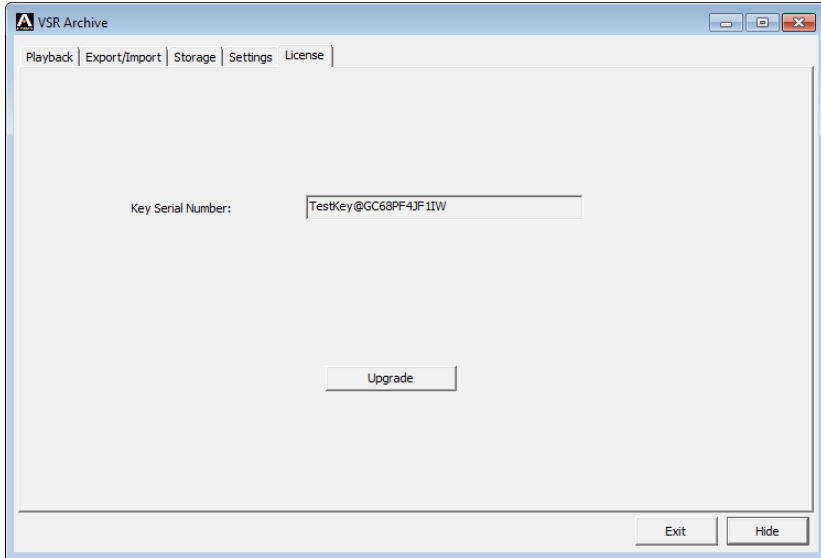 VSR Archive
Playback Export/Import Storage Settings License
Key Serial Number: TestKey@GC68PF4JF1IW
Upgrade
Exit Hide